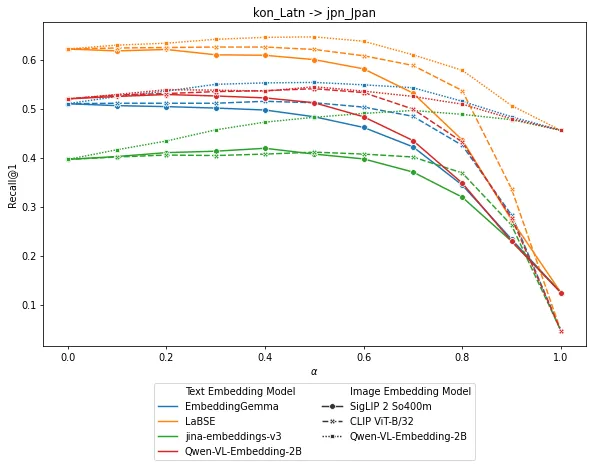 kon_Latn -> jpn_Jpan
Recall@1
0.6
0.5
0.4
0.3
0.2
0.1
0.0
0.2
0.4
0.6
0.8
1.0
α
Text Embedding Model
EmbeddingGemma
LaBSE
jina-embeddings-v3
Qwen-VL-Embedding-2B
Image Embedding Model
SigLIP 2 So400m
CLIP ViT-B/32
Qwen-VL-Embedding-2B